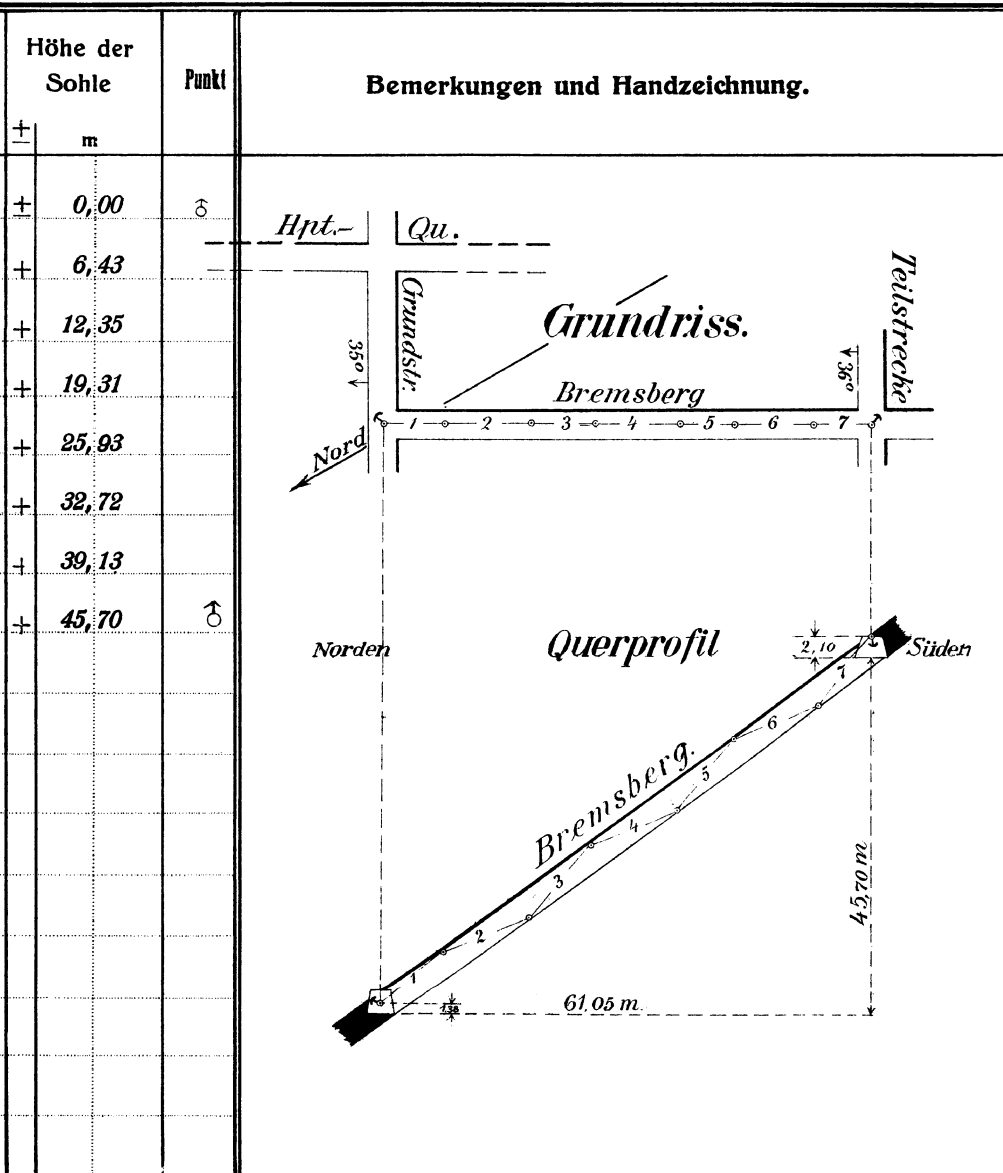 Höhe der
Sohle
Punkt
Bemerkungen und Handzeichnung.
±
m
± 0,00
+ 6,43
+ 12,35
+ 19,31
+ 25,93
+ 32,72
+ 39,13
+ 45,70
Hpt.- Qu.
Grundstr.
Teilstrecke
Grundriss.
35°
36°
Bremsberg
1 2 3 4 5 6 7
Nord
Norden
Querprofil
2,10
Süden
7
6
5
Bremsberg.
4
3
2
1
45,70 m
1,38
61,05 m.